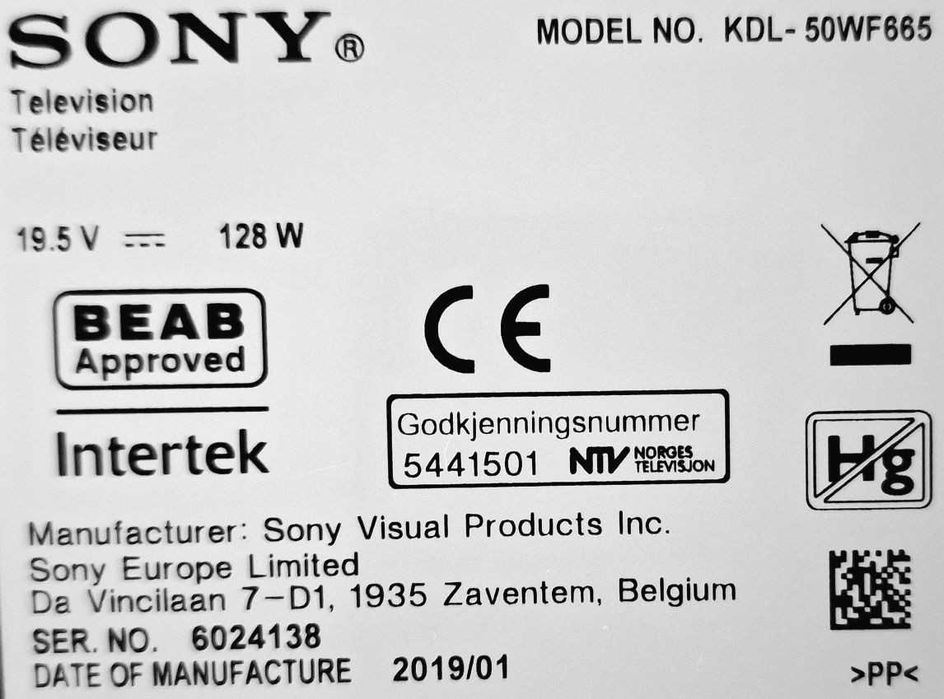 SONY®
MODEL NO. KDL-50WF665
Television
Téléviseur
19.5 V 128 W
BEAB
Approved
Intertek
CE
Godkjenningsnummer
5441501 NTV NORGES TELEVISJON
Hg
Manufacturer: Sony Visual Products Inc.
Sony Europe Limited
Da Vincilaan 7-D1, 1935 Zaventem, Belgium
SER. NO. 6024138
DATE OF MANUFACTURE 2019/01
>PP<